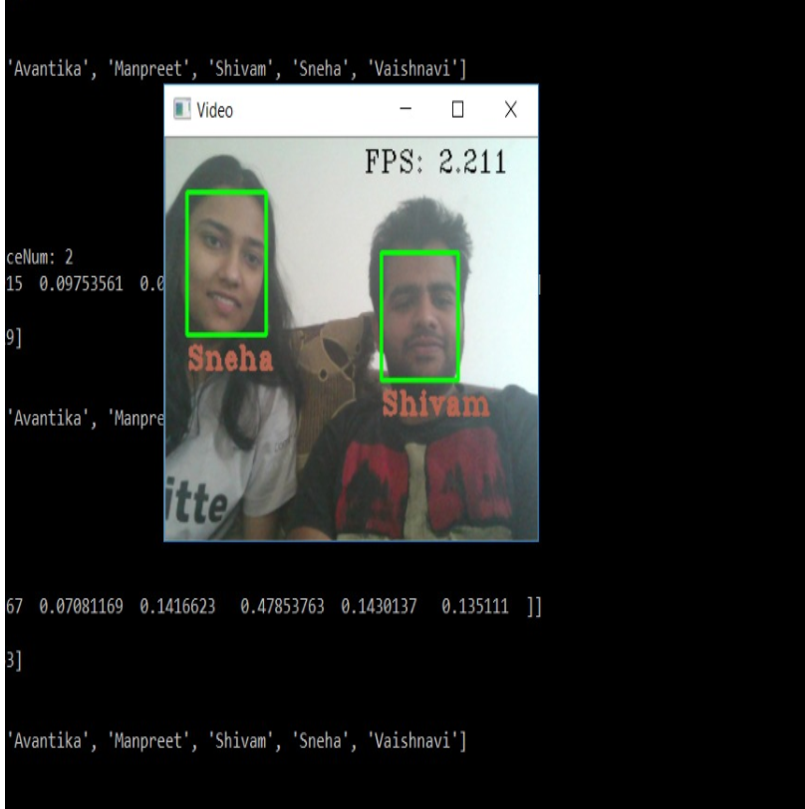 'Avantika', 'Manpreet', 'Shivam', 'Sneha', 'Vaishnavi']
Video
FPS: 2.211
ceNum: 2
15 0.09753561 0.0
]
9]
Sneha
Shivam
'Avantika', 'Manpre
itte
67 0.07081169 0.1416623 0.47853763 0.1430137 0.135111 ]]
3]
'Avantika', 'Manpreet', 'Shivam', 'Sneha', 'Vaishnavi']